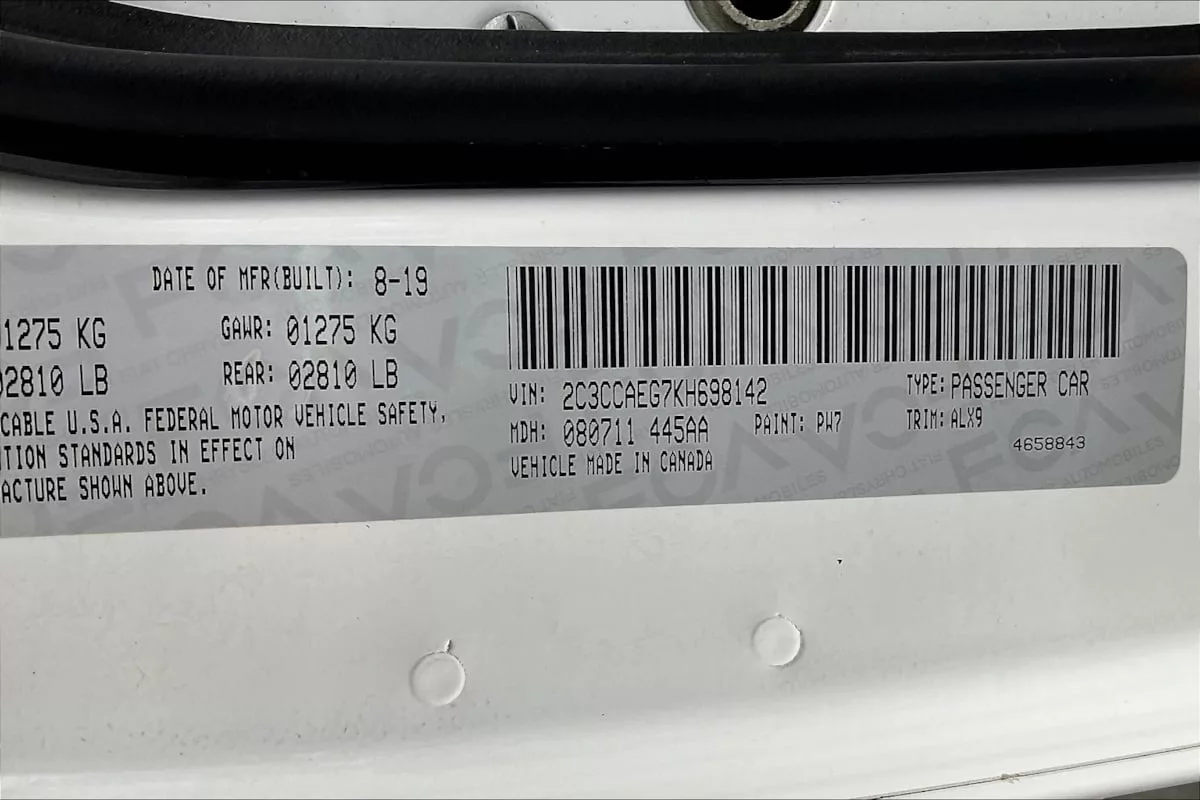 DATE OF MFR(BUILT): 8-19
01275 KG GAWR: 01275 KG
02810 LB REAR: 02810 LB
CABLE U.S.A. FEDERAL MOTOR VEHICLE SAFETY,
TION STANDARDS IN EFFECT ON
ACTURE SHOWN ABOVE.
VIN: 2C3CCAEG7KH698142 TYPE: PASSENGER CAR
MDH: 080711 445AA PAINT: PW7 TRIM: ALX9
VEHICLE MADE IN CANADA 4658843